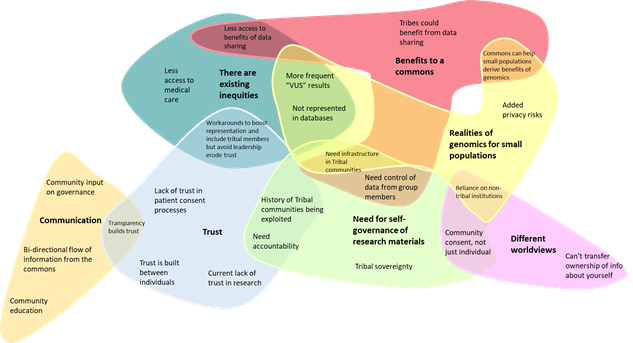 Less access to
benefits of data
sharing
Tribes could
benefit from data
sharing
Benefits to a
commons
Commons can help
small populations
derive benefits of
genomics
Less
access to
medical
care
There are
existing
inequities
More frequent
"VUS" results
Not represented
in databases
Added
privacy risks
Realities of
genomics for small
populations
Workarounds to boost
representation and
include tribal members
but avoid leadership
erode trust
Need infrastructure
in Tribal
communities
Need control of
data from group
members
Reliance on non-
tribal institutions
Community input
on governance
Communication
Transparency
builds trust
Bi-directional flow of
information from the
commons
Community
education
Lack of trust in
patient consent
processes
Trust
Trust is built
between
individuals
Current lack of
trust in research
History of Tribal
communities being
exploited
Need
accountability
Need for self-
governance of
research materials
Tribal sovereignty
Community
consent, not
just individual
Different
worldviews
Can't transfer
ownership of info
about yourself